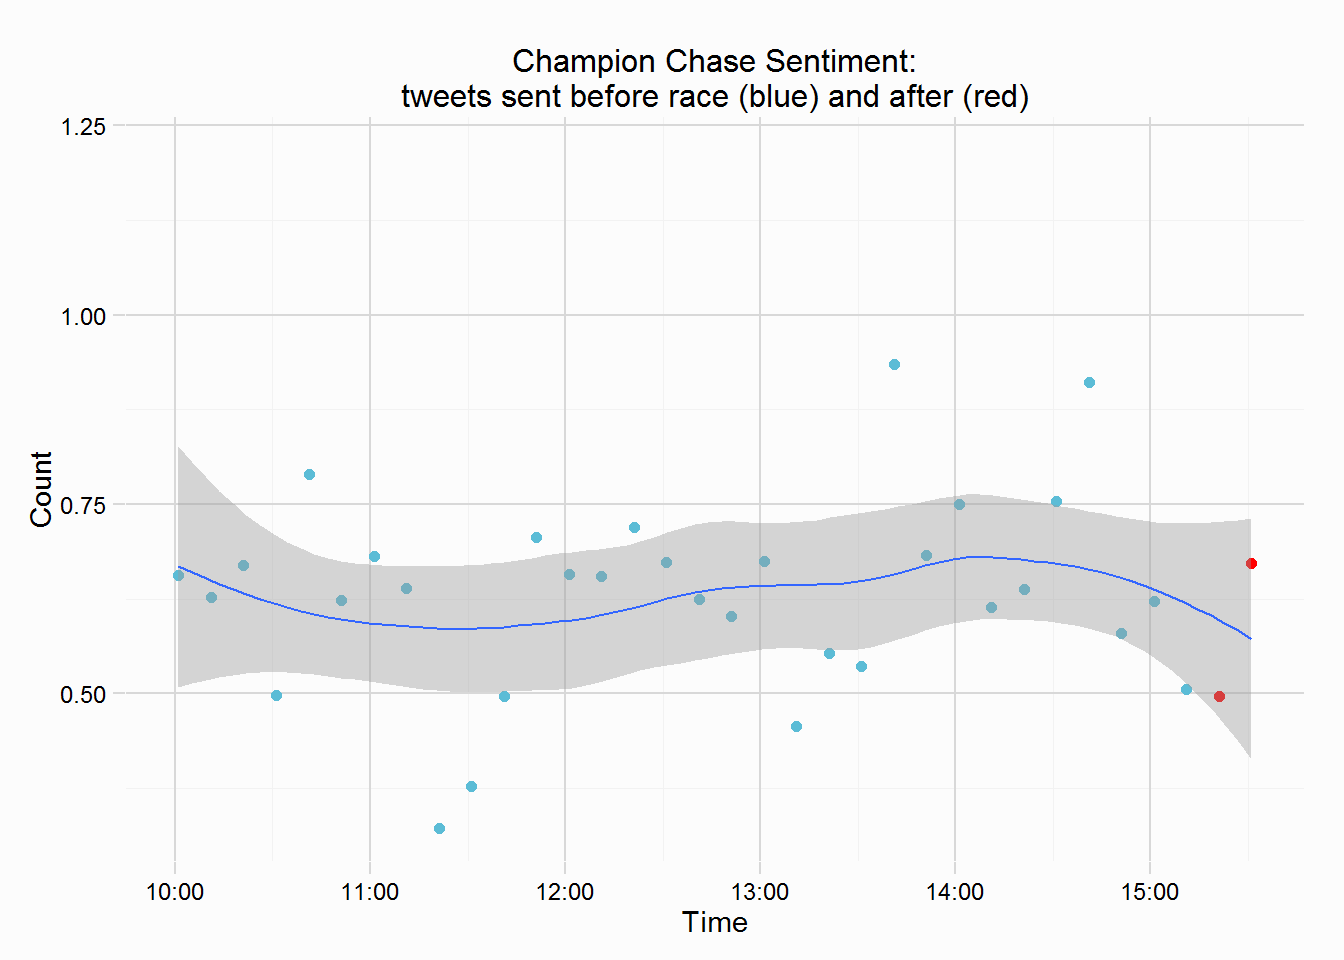 Champion Chase Sentiment:
tweets sent before race (blue) and after (red)
1.25
1.00
0.75
0.50
Count
10:00 11:00 12:00 13:00 14:00 15:00
Time